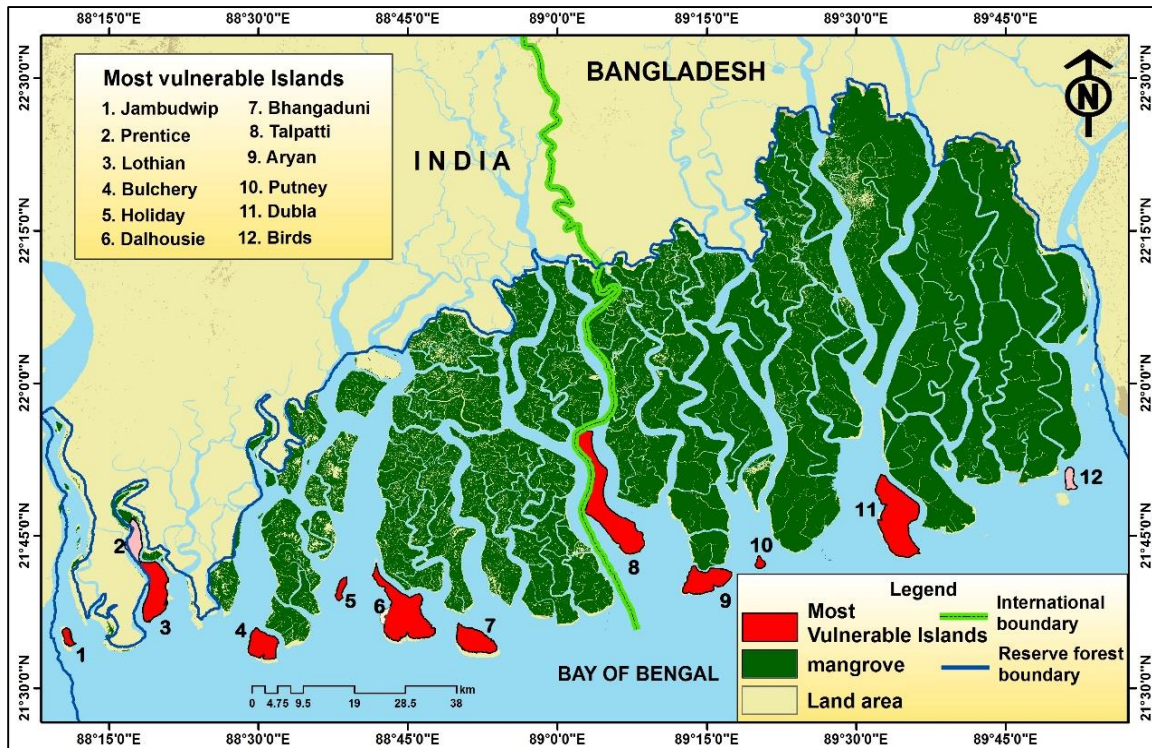 88°15'0"E 88°30'0"E 88°45'0"E 89°0'0"E 89°15'0"E 89°30'0"E 89°45'0"E
22°30'0"N 22°30'0"N
BANGLADESH
N
Most vulnerable Islands
1. Jambudwip 7. Bhangaduni
2. Prentice 8. Talpatti
3. Lothian 9. Aryan
4. Bulchery 10. Putney
5. Holiday 11. Dubla
6. Dalhousie 12. Birds
INDIA
22°15'0"N 22°15'0"N
22°0'0"N 22°0'0"N
12
11
2
21°45'0"N 21°45'0"N
10
8
9
5
6
3
4
7
1
Legend
Most Vulnerable Islands
International boundary
mangrove
Reserve forest boundary
Land area
BAY OF BENGAL
km
0 4.75 9.5 19 28.5 38
21°30'0"N 21°30'0"N
88°15'0"E 88°30'0"E 88°45'0"E 89°0'0"E 89°15'0"E 89°30'0"E 89°45'0"E